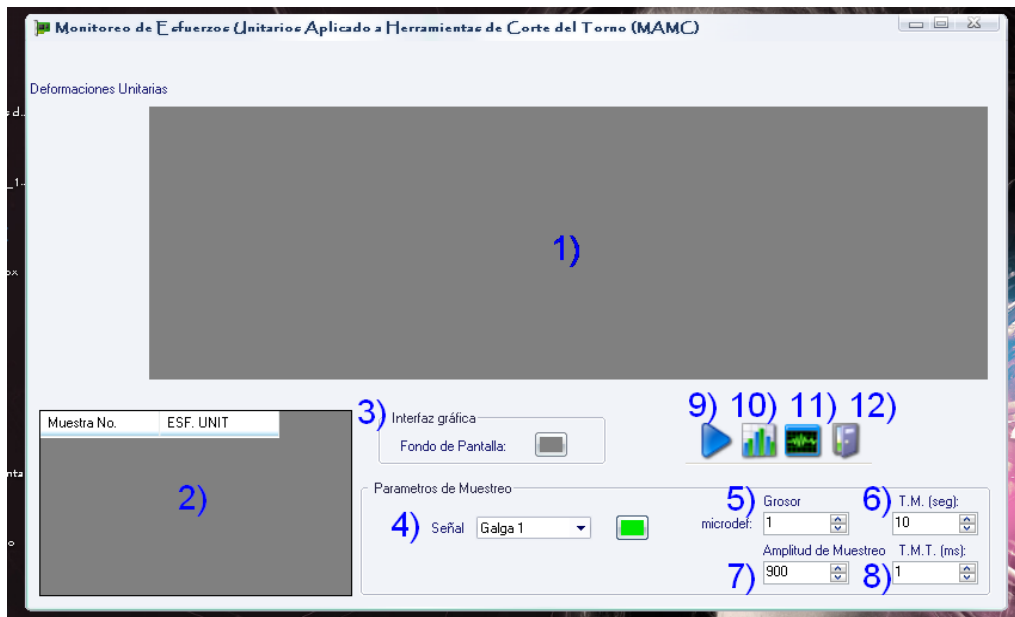 Monitoreo de Esfuerzos Unitarios Aplicado a Herramientas de Corte del Torno (MAMC)
Deformaciones Unitarias
1)
Muestra No. ESF. UNIT
2)
3) Interfaz gráfica
Fondo de Pantalla:
9) 10) 11) 12)
Parametros de Muestreo
4) Señal Galga 1
5) Grosor
microdef: 1
6) T.M. (seg):
10
Amplitud de Muestreo
7) 900
T.M.T. (ms):
8) 1